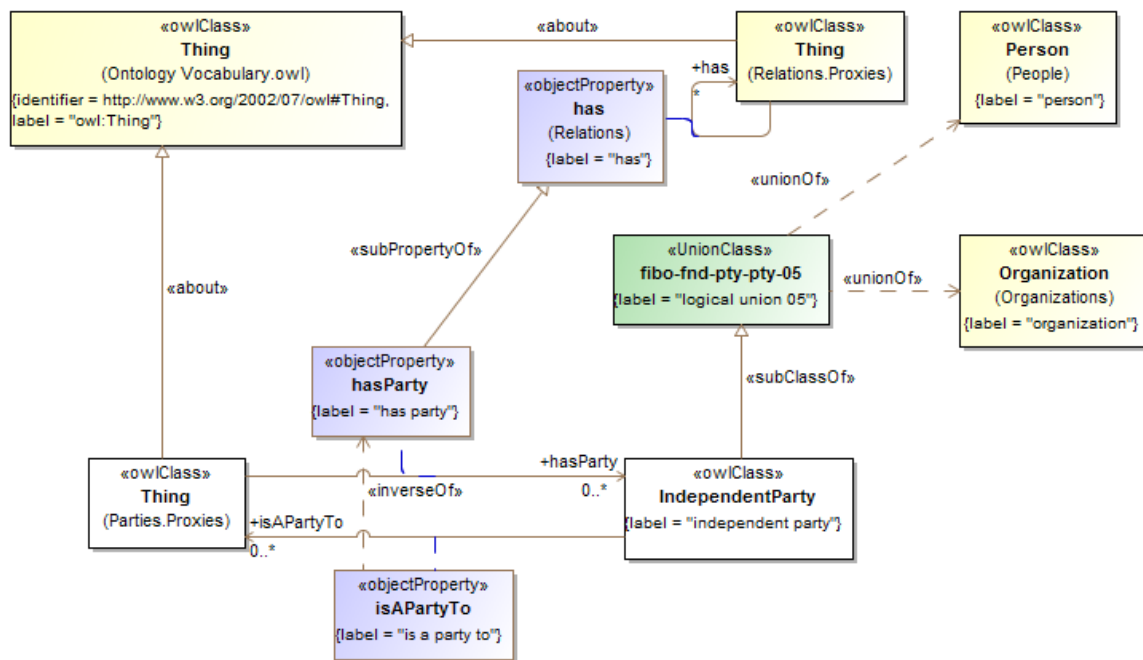 «owlClass»
Thing
(Ontology Vocabulary.owl)
{identifier = http://www.w3.org/2002/07/owl#Thing,
label = "owl:Thing"}
«about»
«owlClass»
Thing
(Relations.Proxies)
+has
*
«owlClass»
Person
(People)
{label = "person"}
«objectProperty»
has
(Relations)
{label = "has"}
«unionOf»
«subPropertyOf»
«UnionClass»
fibo-fnd-pty-pty-05
{label = "logical union 05"}
«unionOf»
«owlClass»
Organization
(Organizations)
{label = "organization"}
«about»
«objectProperty»
hasParty
{label = "has party"}
«subClassOf»
«owlClass»
Thing
(Parties.Proxies)
+hasParty
0..*
«inverseOf»
+isAPartyTo
0..*
«owlClass»
IndependentParty
{label = "independent party"}
«objectProperty»
isAPartyTo
{label = "is a party to"}